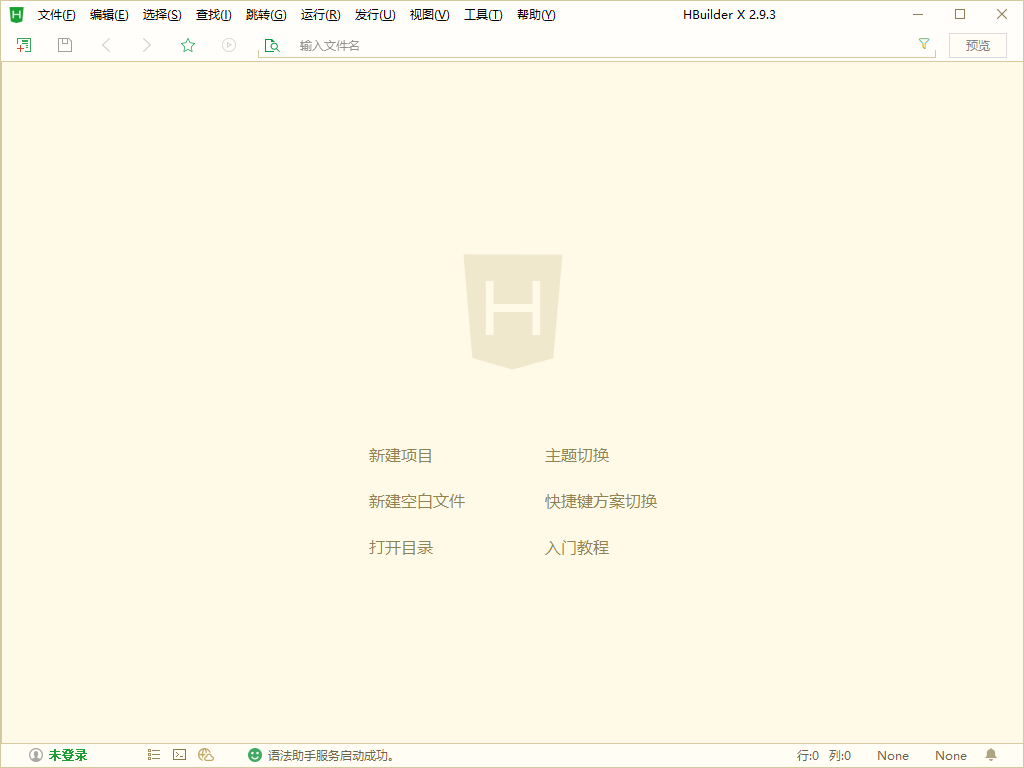 文件(F) 编辑(E) 选择(S) 查找(I) 跳转(G) 运行(R) 发行(U) 视图(V) 工具(T) 帮助(Y) HBuilder X 2.9.3
输入文件名 预览
H
新建项目 主题切换
新建空白文件 快捷键方案切换
打开目录 入门教程
未登录 语法助手服务启动成功。 行:0 列:0 None None